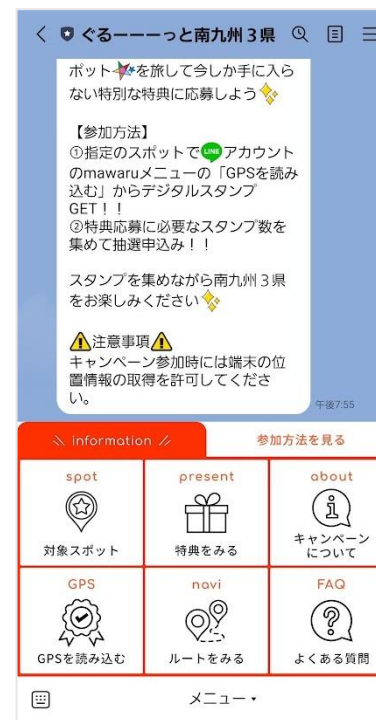 ぐるーーーっと南九州3県
ポット を旅して今しか手に入ら
ない特別な特典に応募しよう
【参加方法】
①指定のスポットでLINEアカウント
のmawaruメニューの「GPSを読み
込む」からデジタルスタンプ
GET!!
②特典応募に必要なスタンプ数を
集めて抽選申込み!!
スタンプを集めながら南九州3県
をお楽しみください
⚠注意事項⚠
キャンペーン参加時には端末の位
置情報の取得を許可してくださ
い。
午後7:55
information
参加方法を見る
spot
対象スポット
present
特典をみる
about
キャンペーン
について
GPS
GPSを読み込む
navi
ルートをみる
FAQ
よくある質問
メニュー